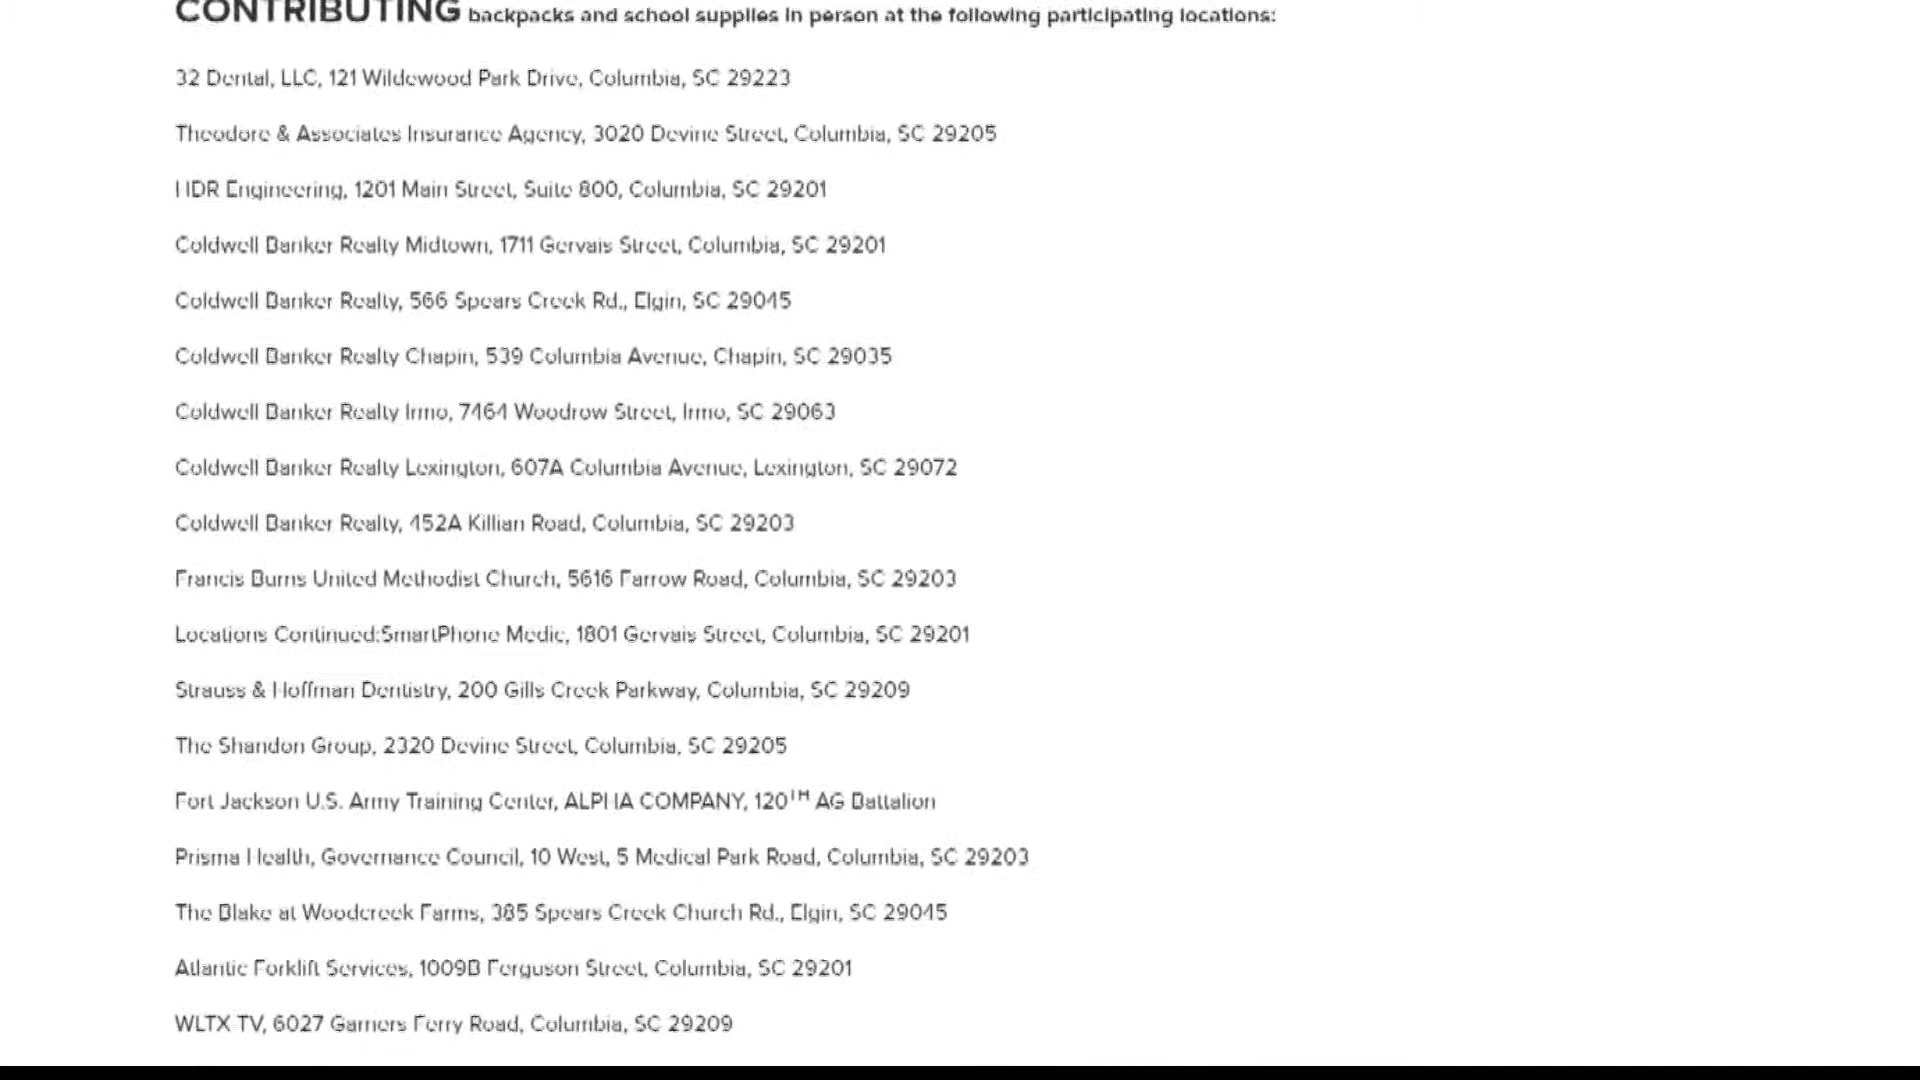 CONTRIBUTING backpacks and school supplies in person at the following participating locations:
32 Dental, LLC, 121 Wildewood Park Drive, Columbia, SC 29223
Theodore & Associates Insurance Agency, 3020 Devine Street, Columbia, SC 29205
HDR Engineering, 1201 Main Street, Suite 800, Columbia, SC 29201
Coldwell Banker Realty Midtown, 1711 Gervais Street, Columbia, SC 29201
Coldwell Banker Realty, 566 Spears Creek Rd., Elgin, SC 29045
Coldwell Banker Realty Chapin, 539 Columbia Avenue, Chapin, SC 29035
Coldwell Banker Realty Irmo, 7464 Woodrow Street, Irmo, SC 29063
Coldwell Banker Realty Lexington, 607A Columbia Avenue, Lexington, SC 29072
Coldwell Banker Realty, 452A Killian Road, Columbia, SC 29203
Francis Burns United Methodist Church, 5616 Farrow Road, Columbia, SC 29203
Locations Continued:SmartPhone Medic, 1801 Gervais Street, Columbia, SC 29201
Strauss & Hoffman Dentistry, 200 Gills Creek Parkway, Columbia, SC 29209
The Shandon Group, 2320 Devine Street, Columbia, SC 29205
Fort Jackson U.S. Army Training Center, ALPHA COMPANY, 120TH AG Battalion
Prisma Health, Governance Council, 10 West, 5 Medical Park Road, Columbia, SC 29203
The Blake at Woodcreek Farms, 385 Spears Creek Church Rd., Elgin, SC 29045
Atlantic Forklift Services, 1009B Ferguson Street, Columbia, SC 29201
WLTX TV, 6027 Garners Ferry Road, Columbia, SC 29209